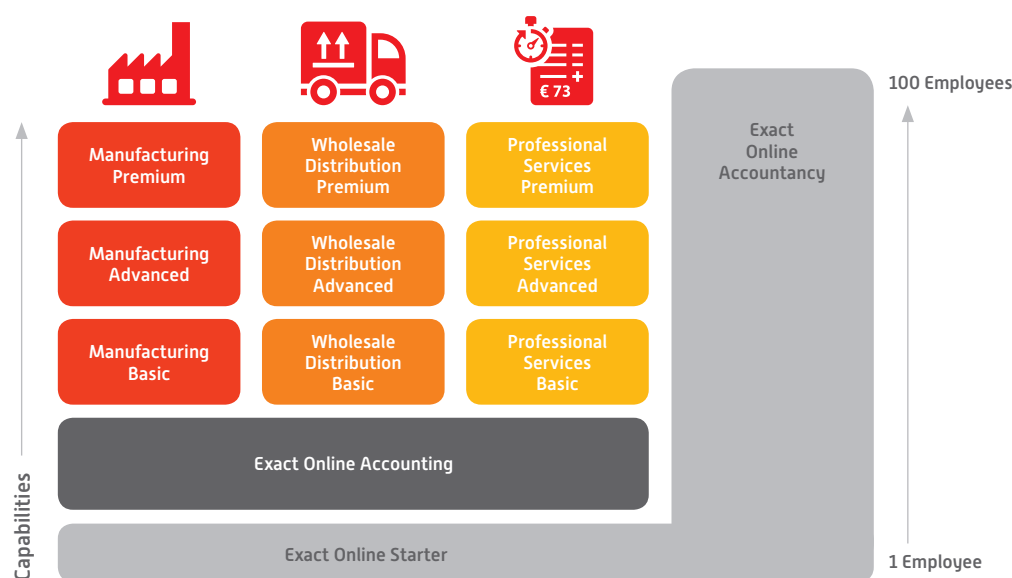 € 73
100 Employees
Exact
Online
Accountancy
Manufacturing
Premium
Wholesale
Distribution
Premium
Professional
Services
Premium
Manufacturing
Advanced
Wholesale
Distribution
Advanced
Professional
Services
Advanced
Manufacturing
Basic
Wholesale
Distribution
Basic
Professional
Services
Basic
Exact Online Accounting
Capabilities
Exact Online Starter
1 Employee